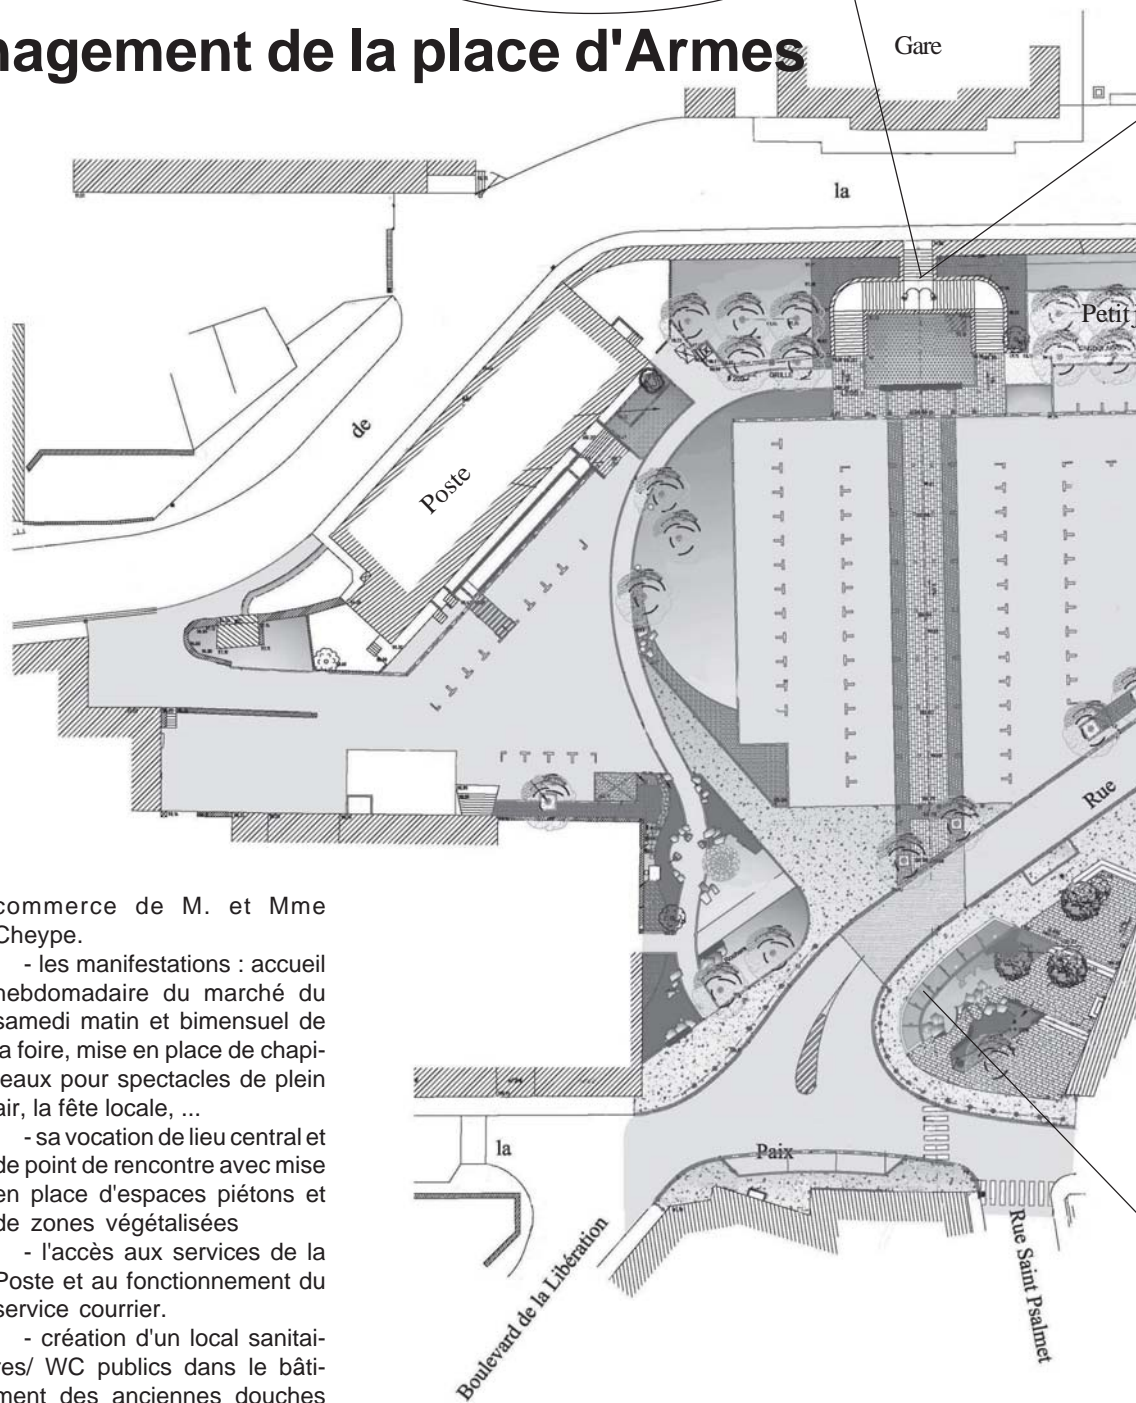 nagement de la place d'Armes
Gare
la
Petit j
de
Poste
Rue
commerce de M. et Mme
Cheype.
- les manifestations : accueil
hebdomadaire du marché du
samedi matin et bimensuel de
la foire, mise en place de chapi-
teaux pour spectacles de plein
air, la fête locale, ...
- sa vocation de lieu central et
de point de rencontre avec mise
en place d'espaces piétons et
de zones végétalisées
- l'accès aux services de la
Poste et au fonctionnement du
service courrier.
- création d'un local sanitai-
res/ WC publics dans le bâti-
ment des anciennes douches
la
Paix
Boulevard de la Libération
Rue Saint Psalmet